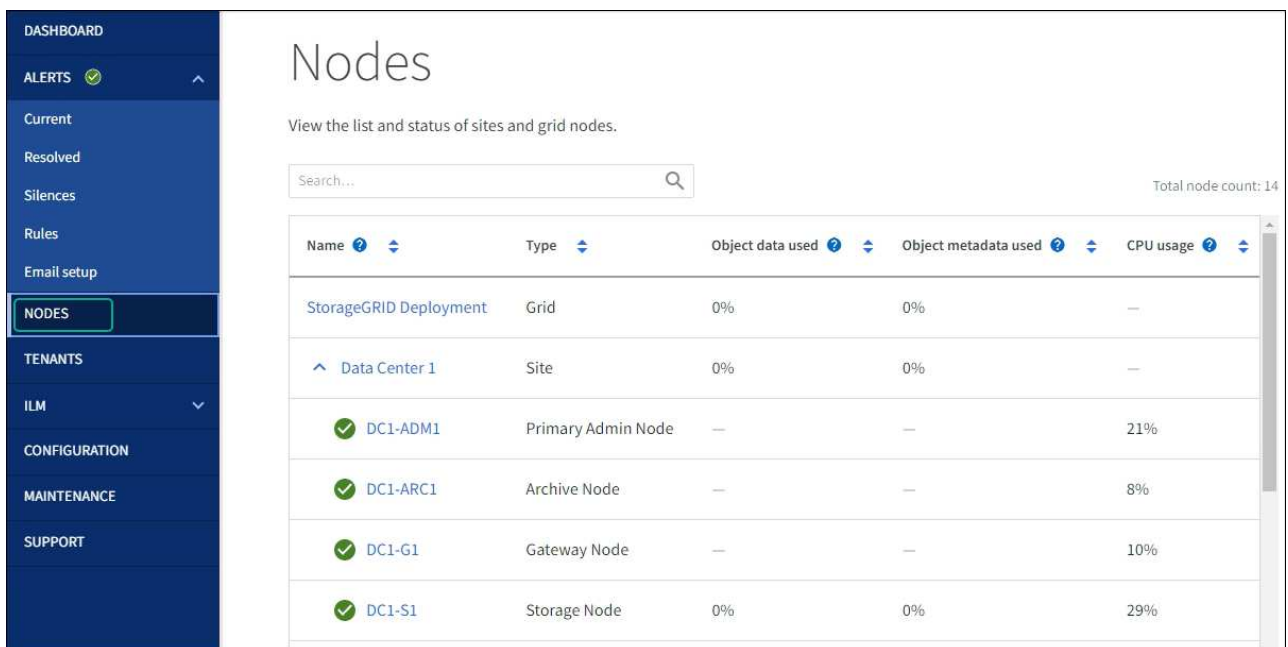 DASHBOARD
ALERTS
Current
Resolved
Silences
Rules
Email setup
NODES
TENANTS
ILM
CONFIGURATION
MAINTENANCE
SUPPORT
Nodes
View the list and status of sites and grid nodes.
Search...
Total node count: 14
Name ? Type Object data used ? Object metadata used ? CPU usage ?
StorageGRID Deployment Grid 0% 0% —
Data Center 1 Site 0% 0% —
DC1-ADM1 Primary Admin Node — — 21%
DC1-ARC1 Archive Node — — 8%
DC1-G1 Gateway Node — — 10%
DC1-S1 Storage Node 0% 0% 29%